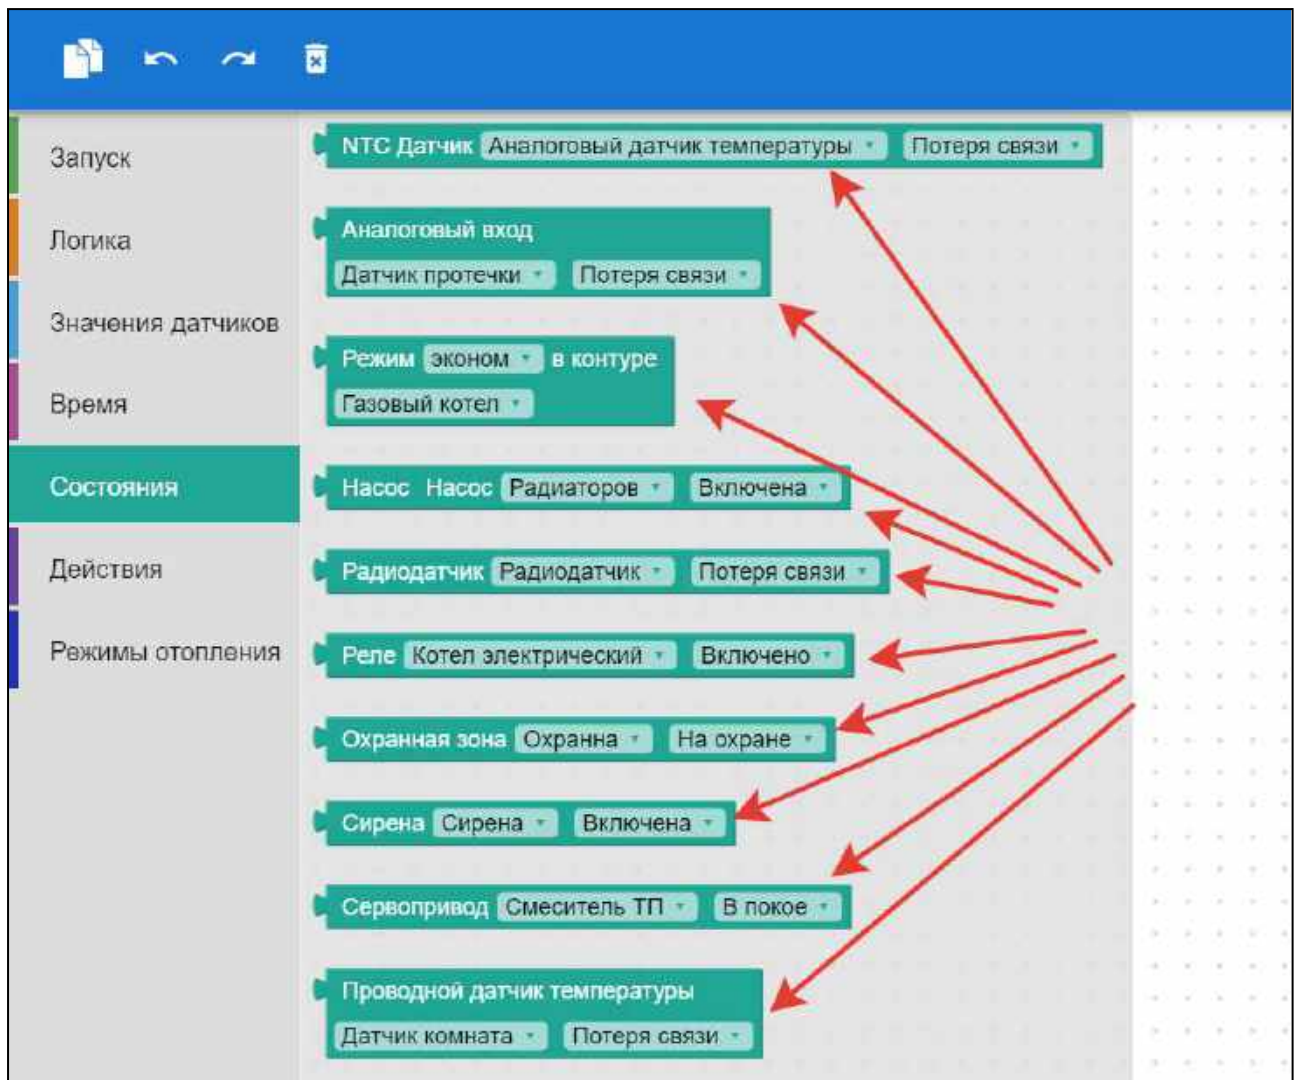 Запуск
Логика
Значения датчиков
Время
Состояния
Действия
Режимы отопления
NTC Датчик Аналоговый датчик температуры Потеря связи
Аналоговый вход
Датчик протечки Потеря связи
Режим эконом в контуре
Газовый котел
Насос Насос Радиаторов Включена
Радиодатчик Радиодатчик Потеря связи
Реле Котел электрический Включено
Охранная зона Охранна На охране
Сирена Сирена Включена
Сервопривод Смеситель ТП В покое
Проводной датчик температуры
Датчик комната Потеря связи